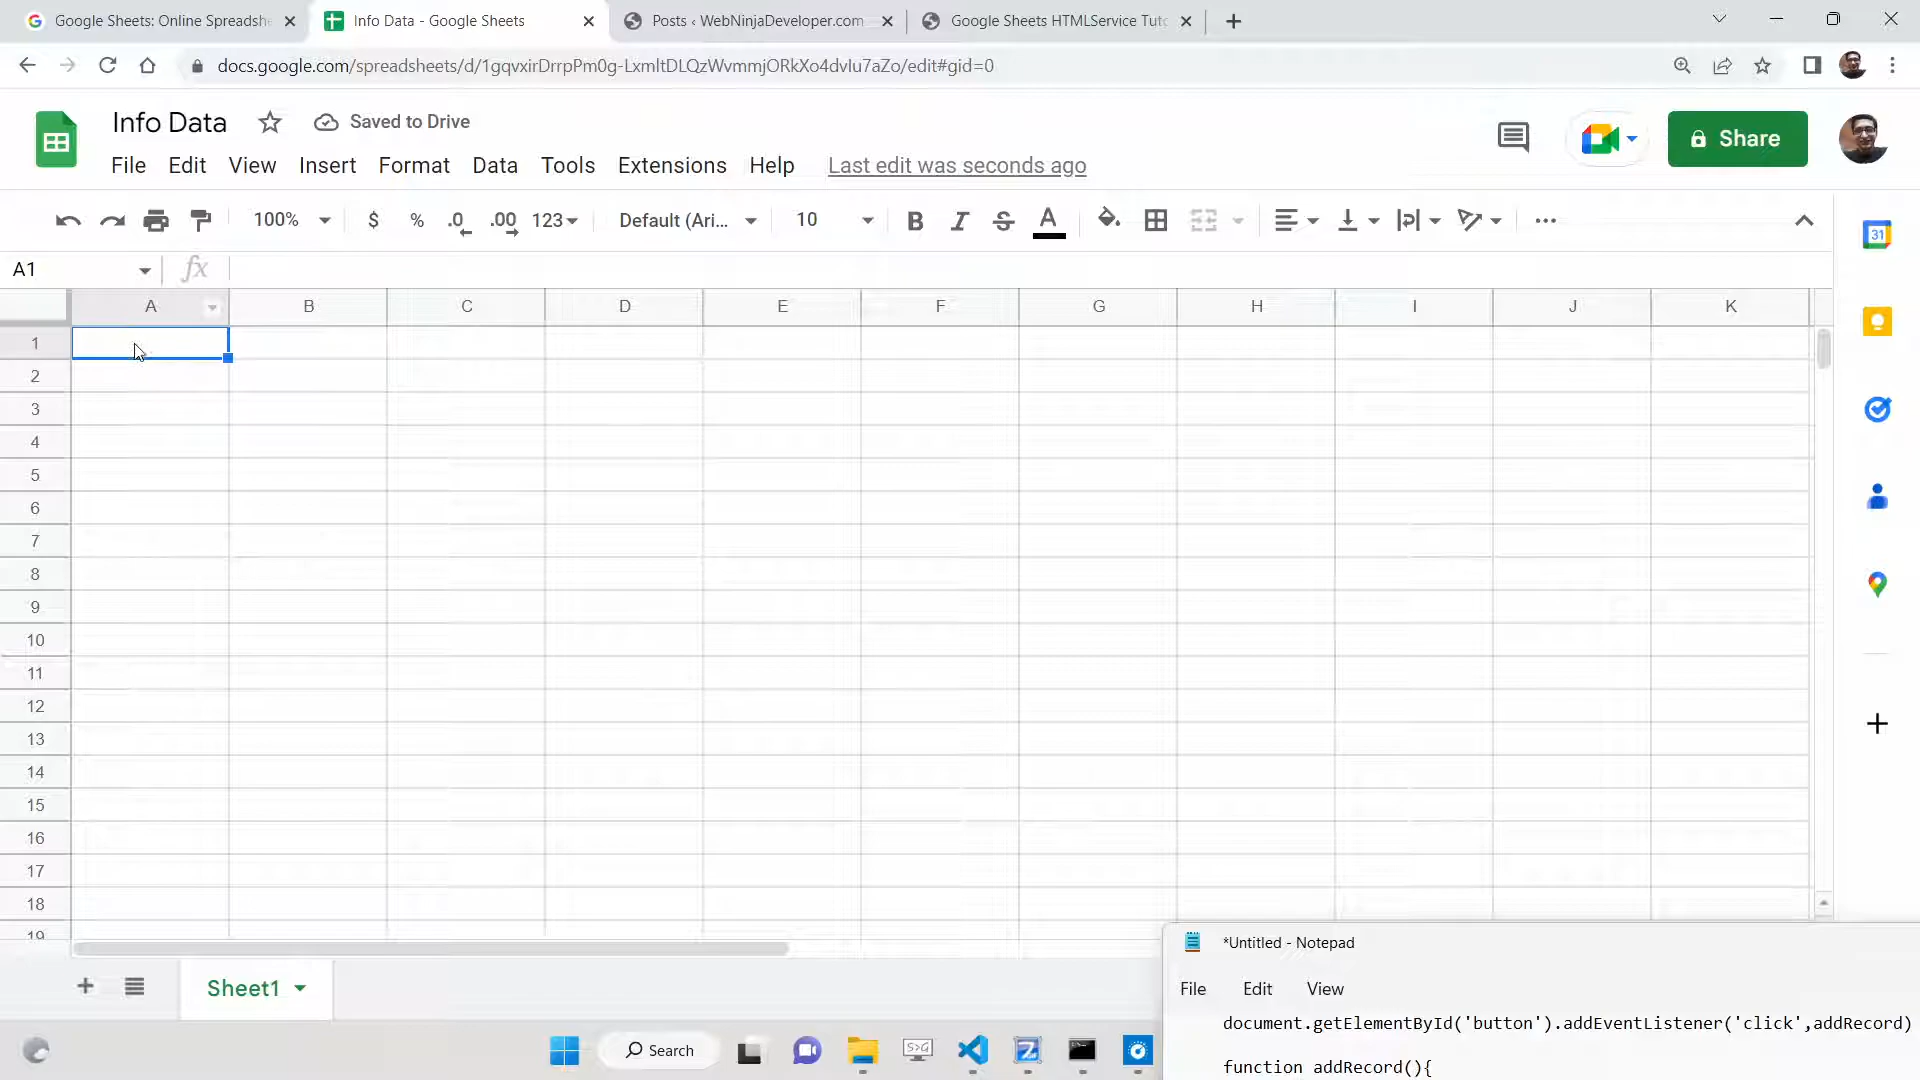 Google Sheets: Online Spreadshe
Info Data - Google Sheets
Posts ‹ WebNinjaDeveloper.com
Google Sheets HTMLService Tuto
docs.google.com/spreadsheets/d/1gqvxirDrrpPm0g-LxmltDLQzWvmmjORkXo4dvIu7aZo/edit#gid=0
Info Data
Saved to Drive
Share
File Edit View Insert Format Data Tools Extensions Help Last edit was seconds ago
100% $ % .0 .00 123 Default (Ari... 10 B I S A
31
A1 fx
A B C D E F G H I J K
1
2
3
4
5
6
7
8
9
10
11
12
13
14
15
16
17
18
19
*Untitled - Notepad
Sheet1
File Edit View
document.getElementById('button').addEventListener('click',addRecord)
Search
function addRecord(){